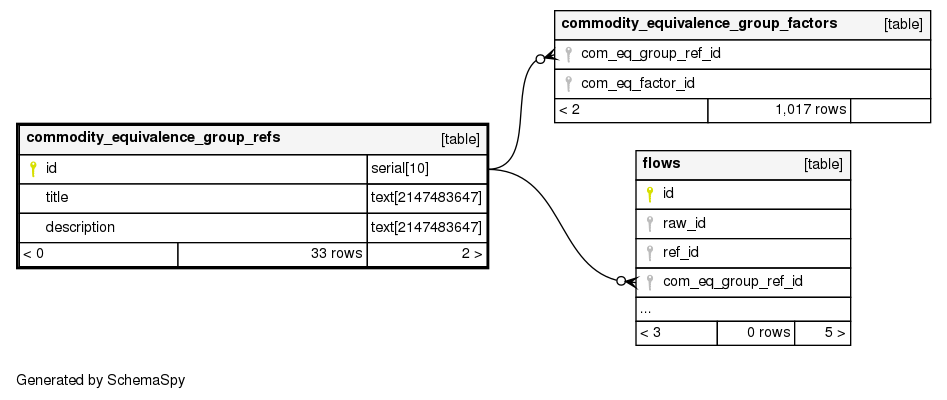 commodity_equivalence_group_factors [table]
com_eq_group_ref_id
com_eq_factor_id
< 2 1,017 rows
commodity_equivalence_group_refs [table]
id serial[10]
title text[2147483647]
description text[2147483647]
< 0 33 rows 2 >
flows [table]
id
raw_id
ref_id
com_eq_group_ref_id
...
< 3 0 rows 5 >
Generated by SchemaSpy